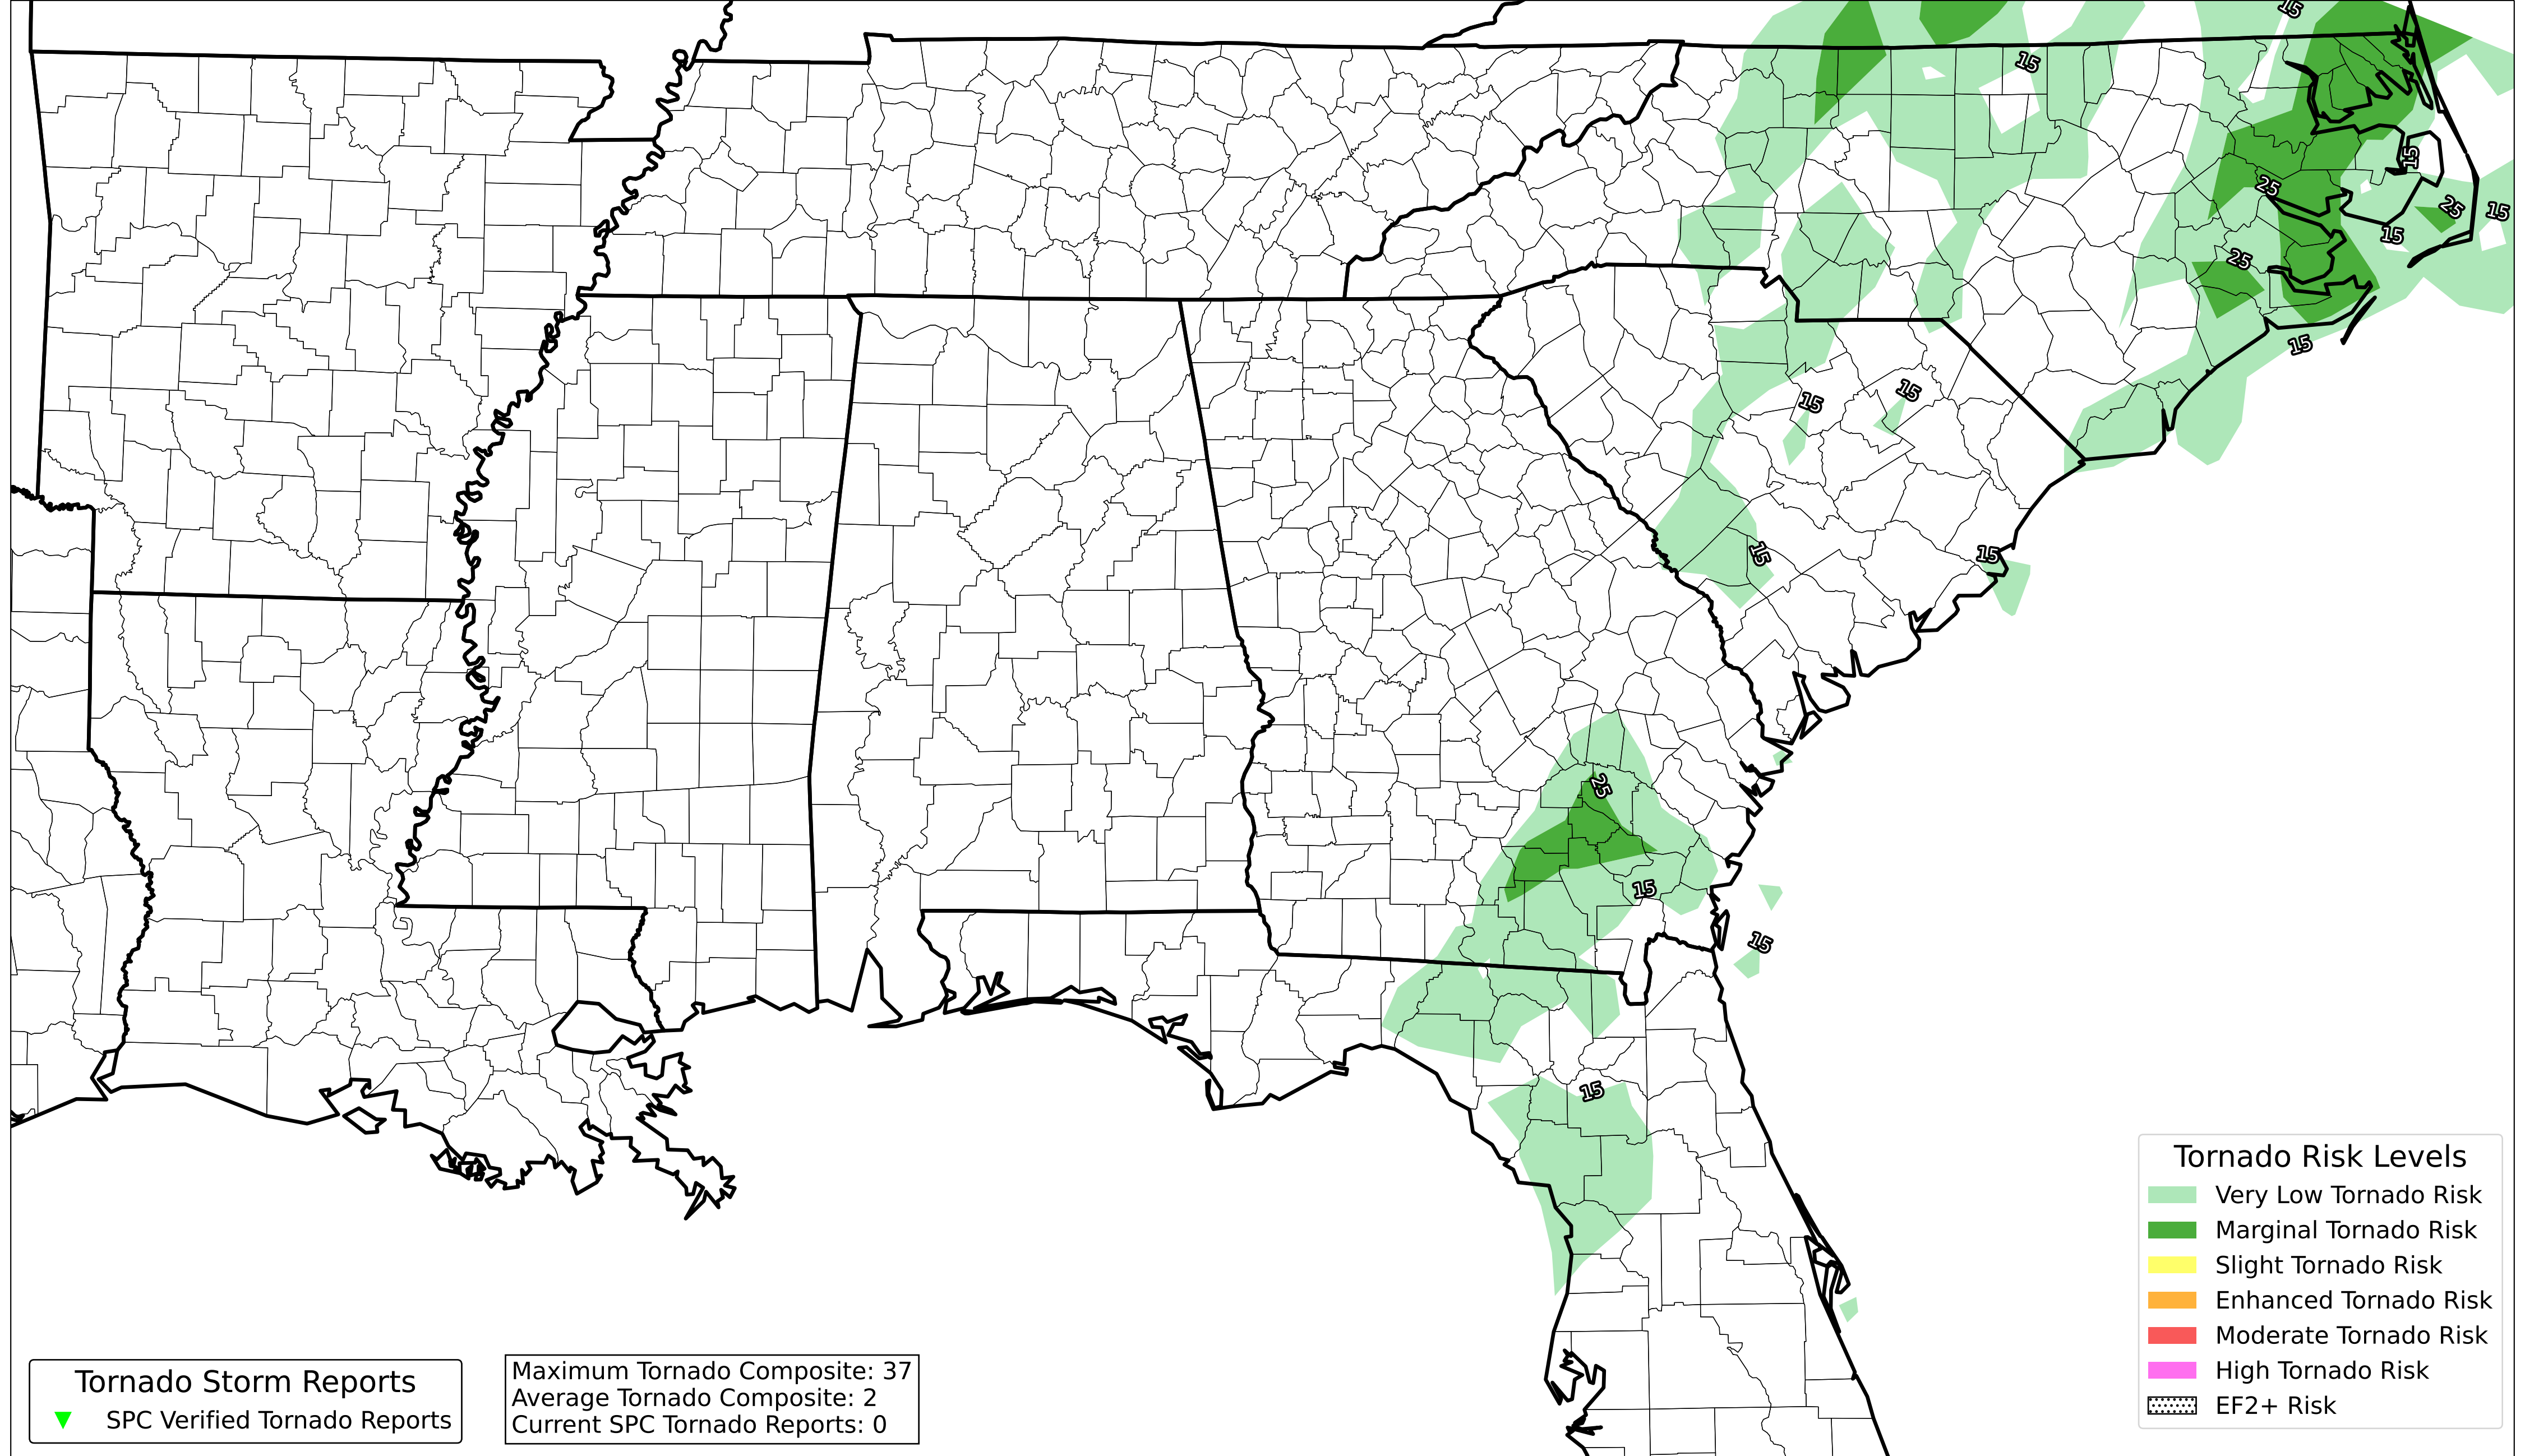 15
15
15
25
25
15
15
25
15
15
15
15
15
15
25
15
15
15
Tornado Risk Levels
Very Low Tornado Risk
Marginal Tornado Risk
Slight Tornado Risk
Enhanced Tornado Risk
Moderate Tornado Risk
High Tornado Risk
EF2+ Risk
Tornado Storm Reports
SPC Verified Tornado Reports
Maximum Tornado Composite: 37
Average Tornado Composite: 2
Current SPC Tornado Reports: 0